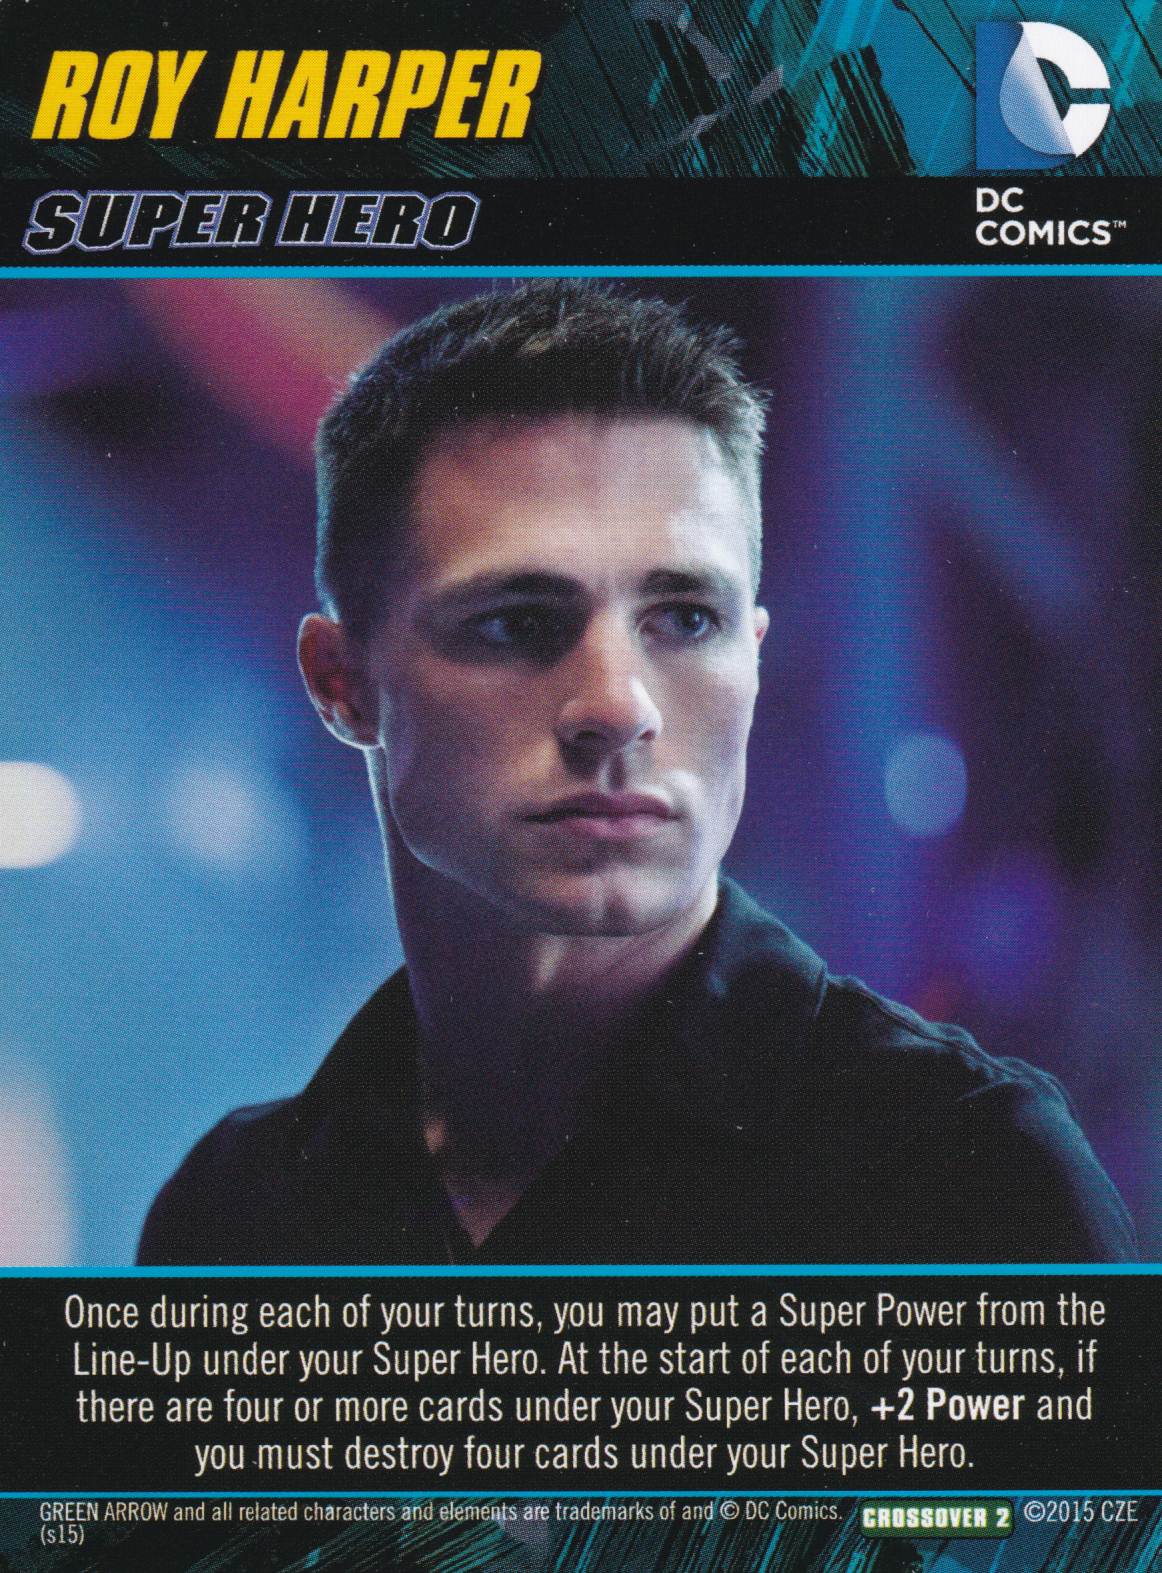 ROY HARPER
SUPER HERO
DC
COMICS™
Once during each of your turns, you may put a Super Power from the
Line-Up under your Super Hero. At the start of each of your turns, if
there are four or more cards under your Super Hero, +2 Power and
you must destroy four cards under your Super Hero.
GREEN ARROW and all related characters and elements are trademarks of and © DC Comics.
(s15)
CROSSOVER 2
©2015 CZE